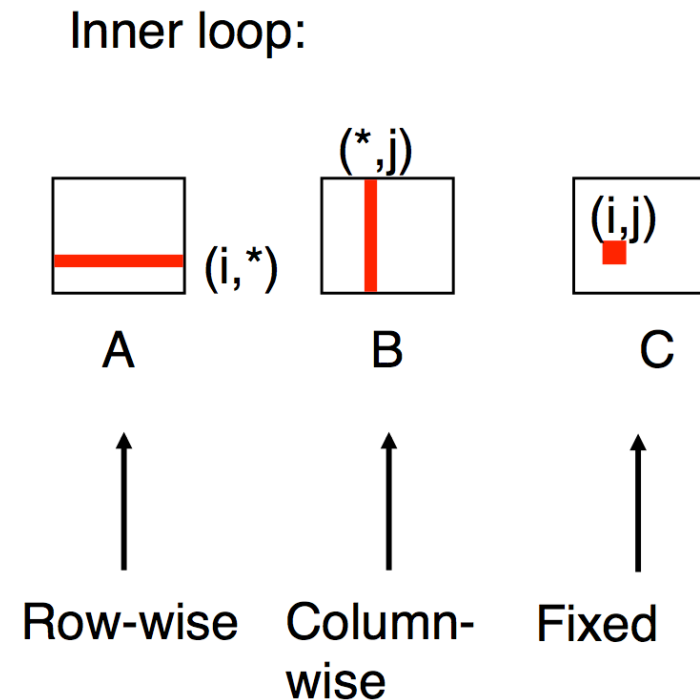 Inner loop:
(*,j)
(i,j)
(i,*)
A B C
Row-wise Column- Fixed
wise